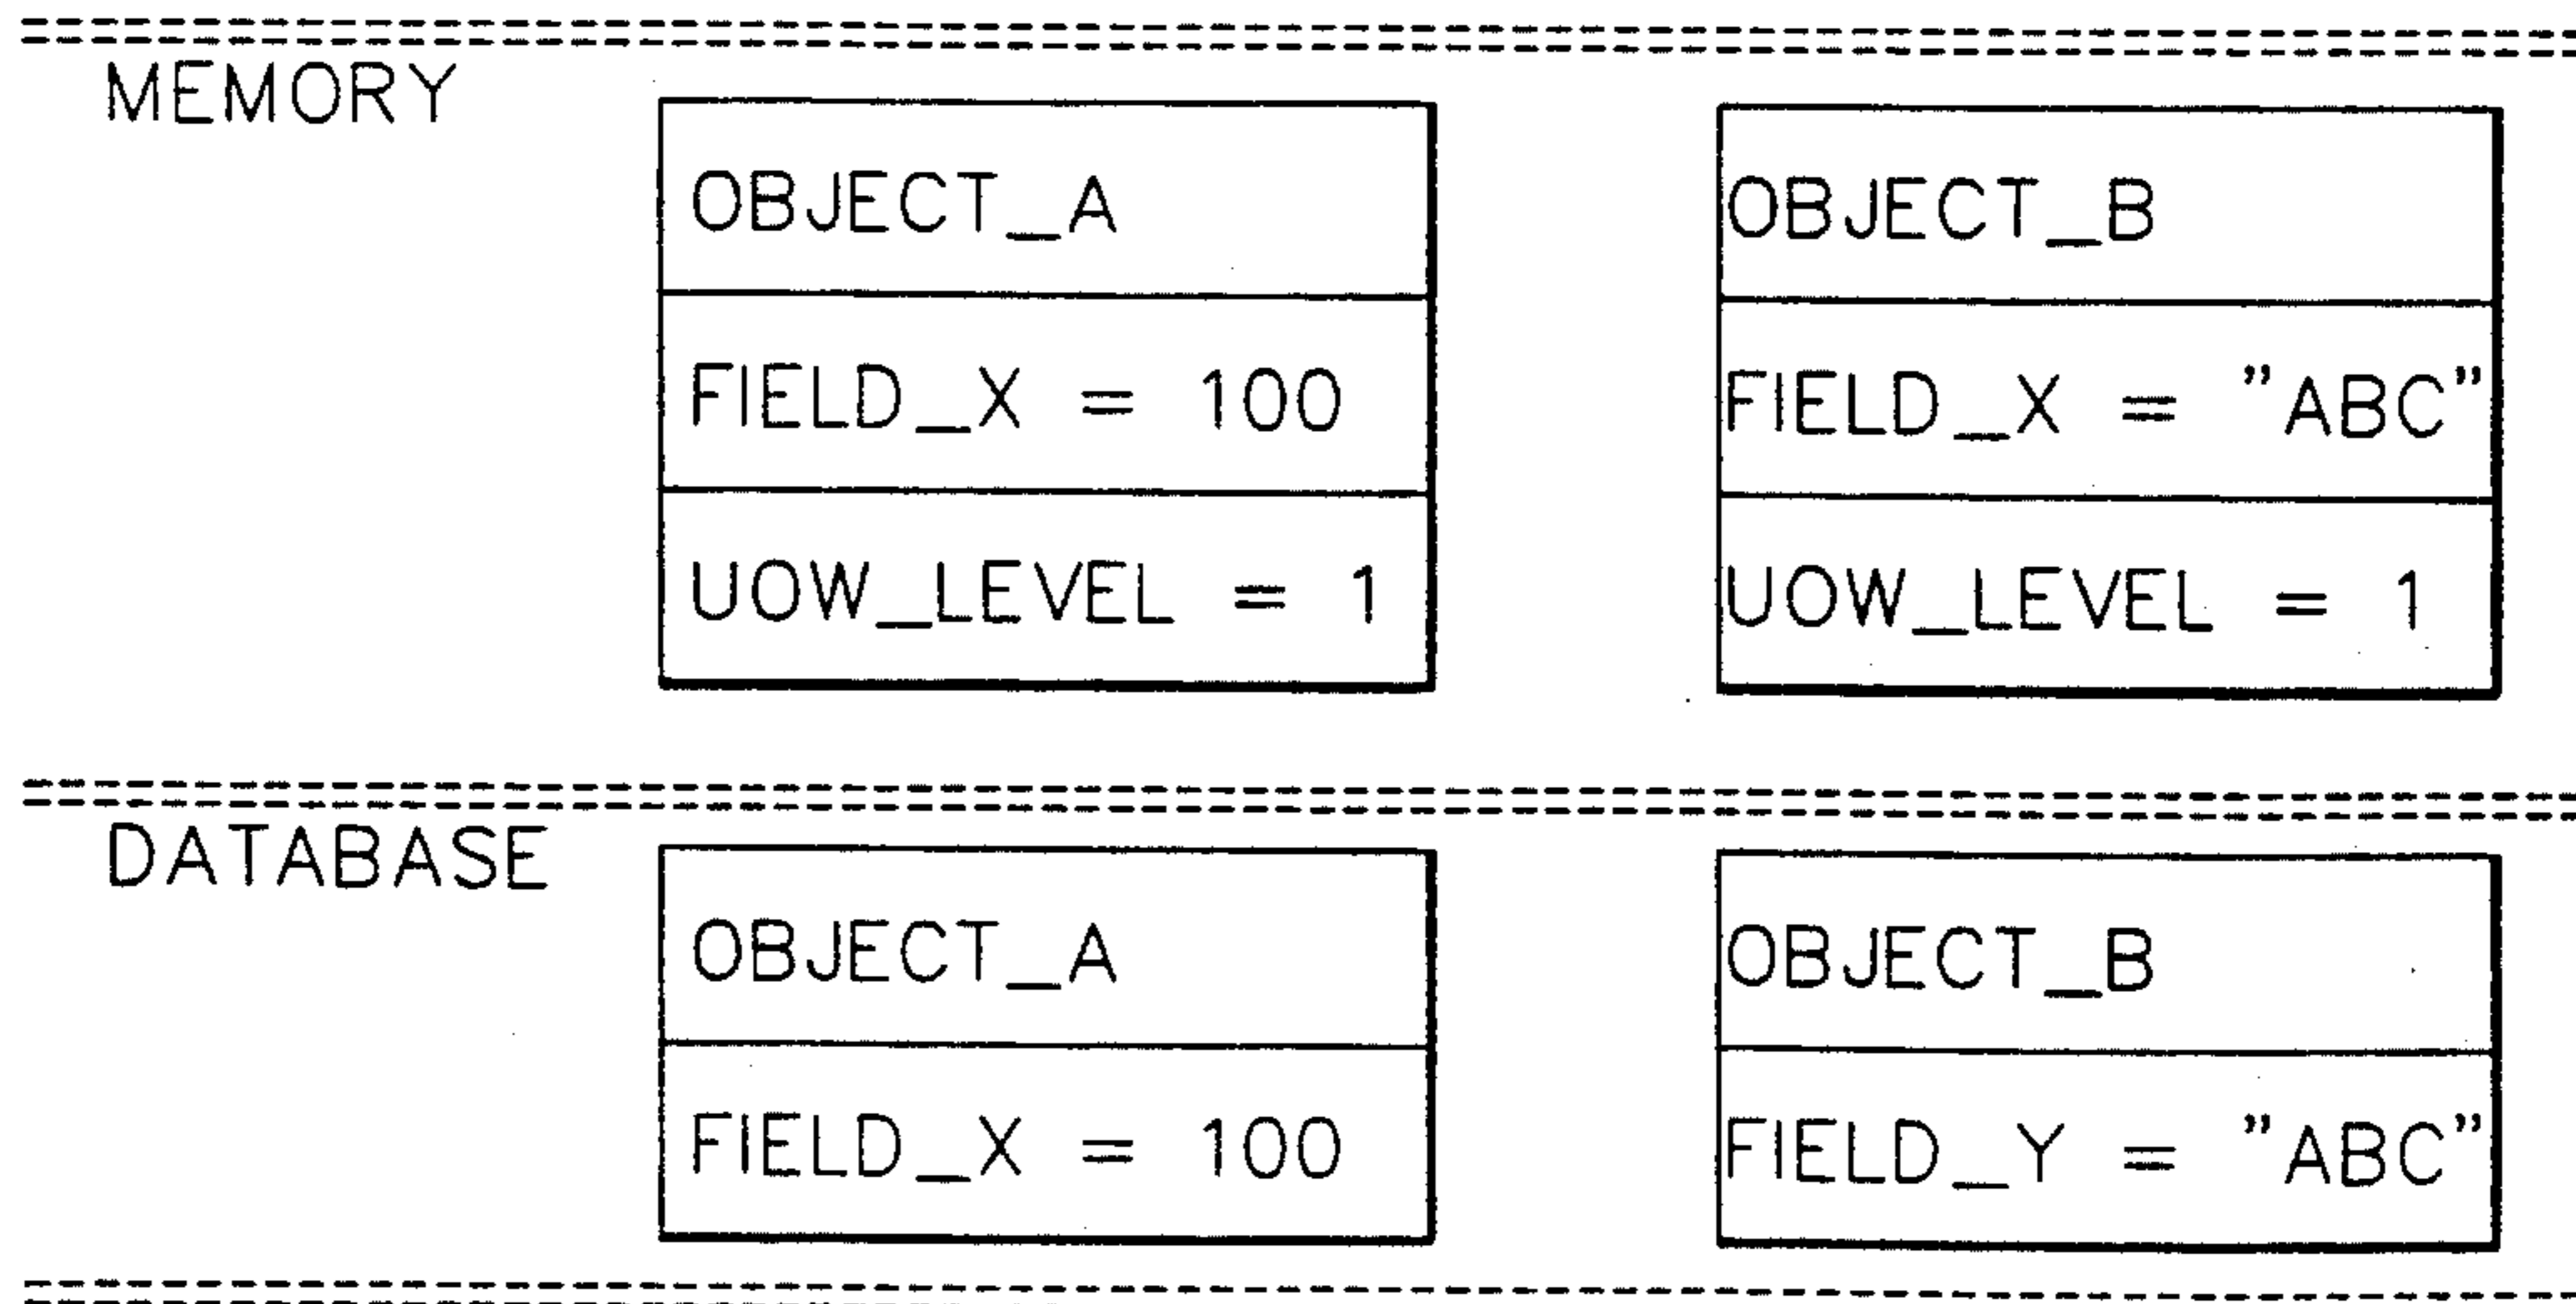 MEMORY
OBJECT_A
OBJECT_B
FIELD_X = 100
FIELD_X = ”ABC”
UOW_LEVEL = 1
UOW_LEVEL = 1
DATABASE
OBJECT_A
OBJECT_B
FIELD_X = 100
FIELD_Y = ”ABC”